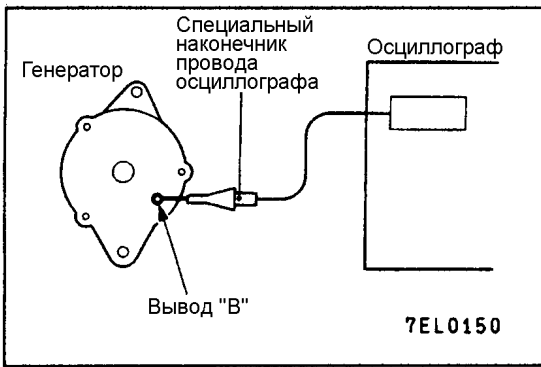 Специальный
наконечник
провода
осциллографа
Осциллограф
Генератор
Вывод "В"
7EL0150